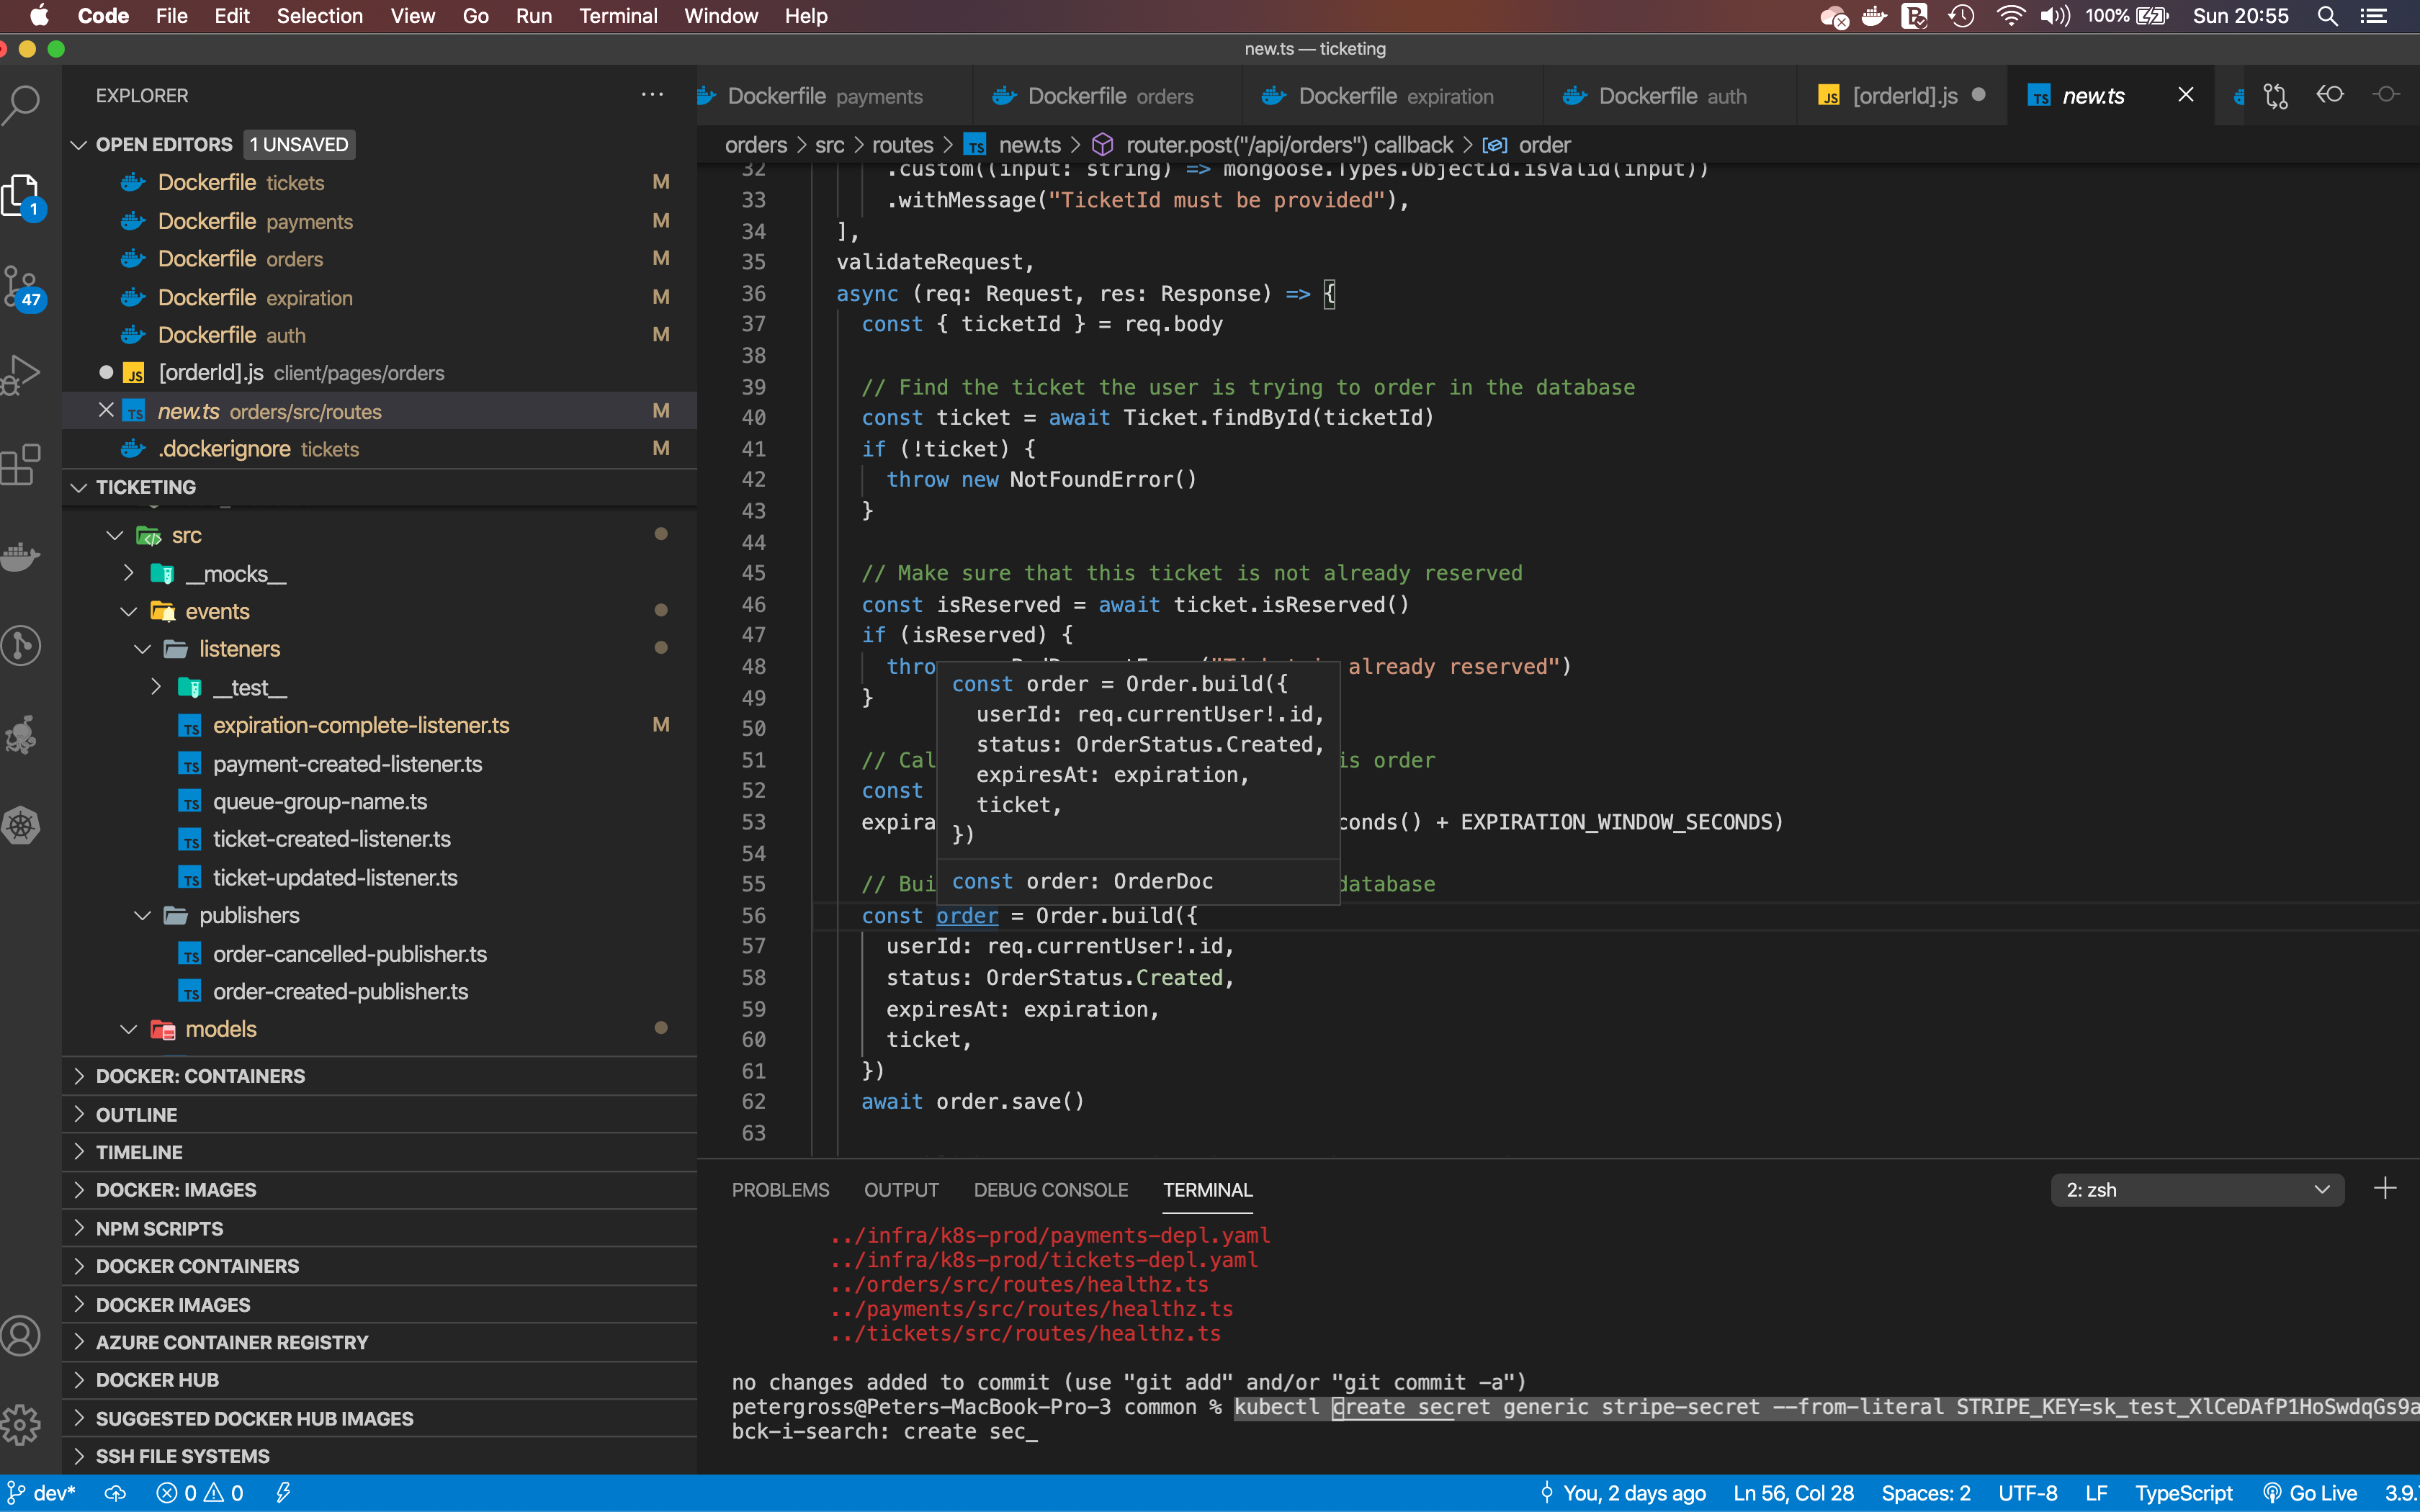 Code File Edit Selection View Go Run Terminal Window Help 100% Sun 20:55
new.ts — ticketing
EXPLORER
OPEN EDITORS 1 UNSAVED
Dockerfile tickets M
Dockerfile payments M
Dockerfile orders M
Dockerfile expiration M
Dockerfile auth M
JS [orderId].js client/pages/orders
TS new.ts orders/src/routes M
.dockerignore tickets M
1
47
TICKETING
src
__mocks__
events
listeners
__test__
TS expiration-complete-listener.ts M
TS payment-created-listener.ts
TS queue-group-name.ts
TS ticket-created-listener.ts
TS ticket-updated-listener.ts
publishers
TS order-cancelled-publisher.ts
TS order-created-publisher.ts
models
DOCKER: CONTAINERS
OUTLINE
TIMELINE
DOCKER: IMAGES
NPM SCRIPTS
DOCKER CONTAINERS
DOCKER IMAGES
AZURE CONTAINER REGISTRY
DOCKER HUB
SUGGESTED DOCKER HUB IMAGES
SSH FILE SYSTEMS
Dockerfile payments Dockerfile orders Dockerfile expiration Dockerfile auth JS [orderId].js TS new.ts
orders > src > routes > TS new.ts > router.post("/api/orders") callback > order
32 .custom((input: string) => mongoose.Types.ObjectId.isValid(input))
33 .withMessage("TicketId must be provided"),
34 ],
35 validateRequest,
36 async (req: Request, res: Response) => {
37 const { ticketId } = req.body
38
39 // Find the ticket the user is trying to order in the database
40 const ticket = await Ticket.findById(ticketId)
41 if (!ticket) {
42 throw new NotFoundError()
43 }
44
45 // Make sure that this ticket is not already reserved
46 const isReserved = await ticket.isReserved()
47 if (isReserved) {
48 thro already reserved")
49 }
50
51 // Cal is order
52 const
53 expira conds() + EXPIRATION_WINDOW_SECONDS)
54
55 // Bui database
56 const order = Order.build({
57 userId: req.currentUser!.id,
58 status: OrderStatus.Created,
59 expiresAt: expiration,
60 ticket,
61 })
62 await order.save()
63
const order = Order.build({
userId: req.currentUser!.id,
status: OrderStatus.Created,
expiresAt: expiration,
ticket,
})
const order: OrderDoc
PROBLEMS OUTPUT DEBUG CONSOLE TERMINAL 2: zsh
../infra/k8s-prod/payments-depl.yaml
../infra/k8s-prod/tickets-depl.yaml
../orders/src/routes/healthz.ts
../payments/src/routes/healthz.ts
../tickets/src/routes/healthz.ts
no changes added to commit (use "git add" and/or "git commit -a")
petergross@Peters-MacBook-Pro-3 common % kubectl create secret generic stripe-secret --from-literal STRIPE_KEY=sk_test_XlCeDAfP1HoSwdqGs9a
bck-i-search: create sec_
dev* 0 0 You, 2 days ago Ln 56, Col 28 Spaces: 2 UTF-8 LF TypeScript Go Live 3.9.